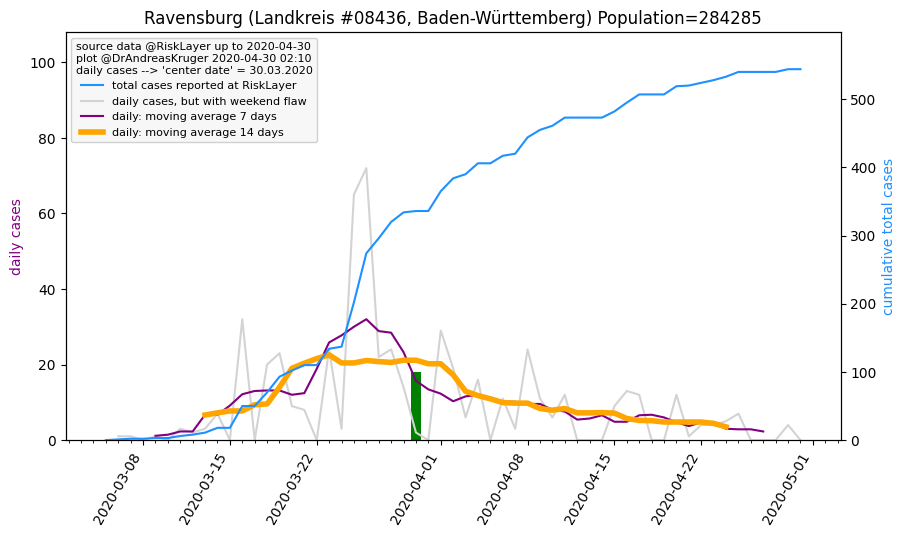 Ravensburg (Landkreis #08436, Baden-Württemberg) Population=284285
source data @RiskLayer up to 2020-04-30
plot @DrAndreasKruger 2020-04-30 02:10
daily cases --> 'center date' = 30.03.2020
total cases reported at RiskLayer
daily cases, but with weekend flaw
daily: moving average 7 days
daily: moving average 14 days
daily cases
100
80
60
40
20
0
cumulative total cases
500
400
300
200
100
0
2020-03-08
2020-03-15
2020-03-22
2020-04-01
2020-04-08
2020-04-15
2020-04-22
2020-05-01